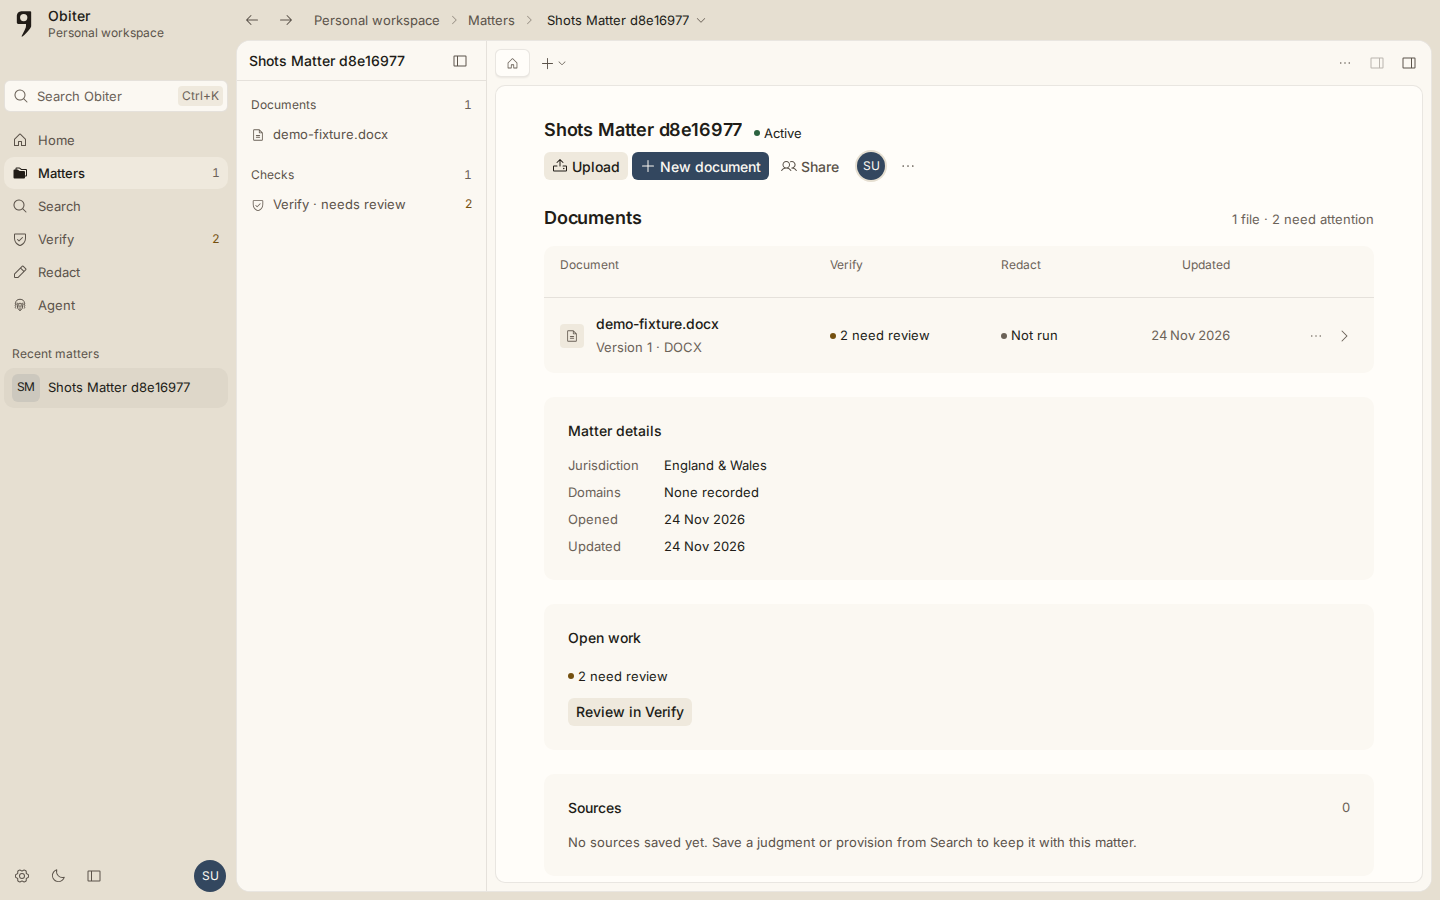 Obiter
Personal workspace
Search Obiter Ctrl+K
Home
Matters 1
Search
Verify 2
Redact
Agent
Recent matters
SM Shots Matter d8e16977
SU
Personal workspace Matters Shots Matter d8e16977
Shots Matter d8e16977
Documents 1
demo-fixture.docx
Checks 1
Verify · needs review 2
Shots Matter d8e16977 Active
Upload New document Share SU
Documents 1 file · 2 need attention
Document Verify Redact Updated
demo-fixture.docx
Version 1 · DOCX
2 need review Not run 24 Nov 2026
Matter details
Jurisdiction England & Wales
Domains None recorded
Opened 24 Nov 2026
Updated 24 Nov 2026
Open work
2 need review
Review in Verify
Sources 0
No sources saved yet. Save a judgment or provision from Search to keep it with this matter.